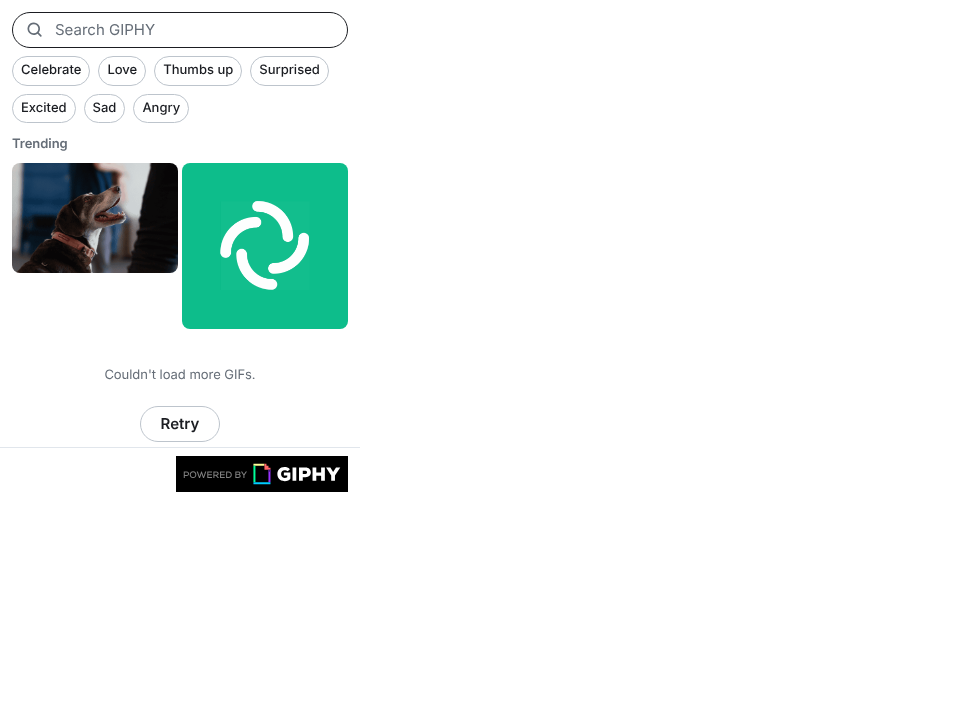 Search GIPHY
Celebrate Love Thumbs up Surprised
Excited Sad Angry
Trending
Couldn't load more GIFs.
Retry
POWERED BY GIPHY